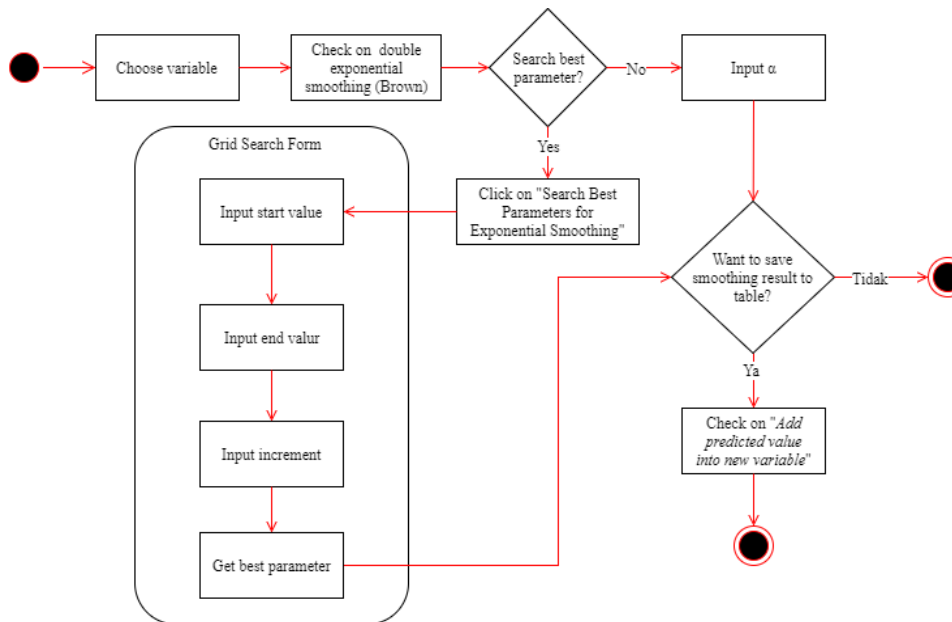 Choose variable
Check on double
exponential
smoothing (Brown)
Search best
parameter?
No
Input α
Yes
Grid Search Form
Click on "Search Best
Parameters for
Exponential Smoothing"
Input start value
Want to save
smoothing result to
table?
Tidak
Input end valur
Ya
Check on "Add
predicted value
into new variable"
Input increment
Get best parameter